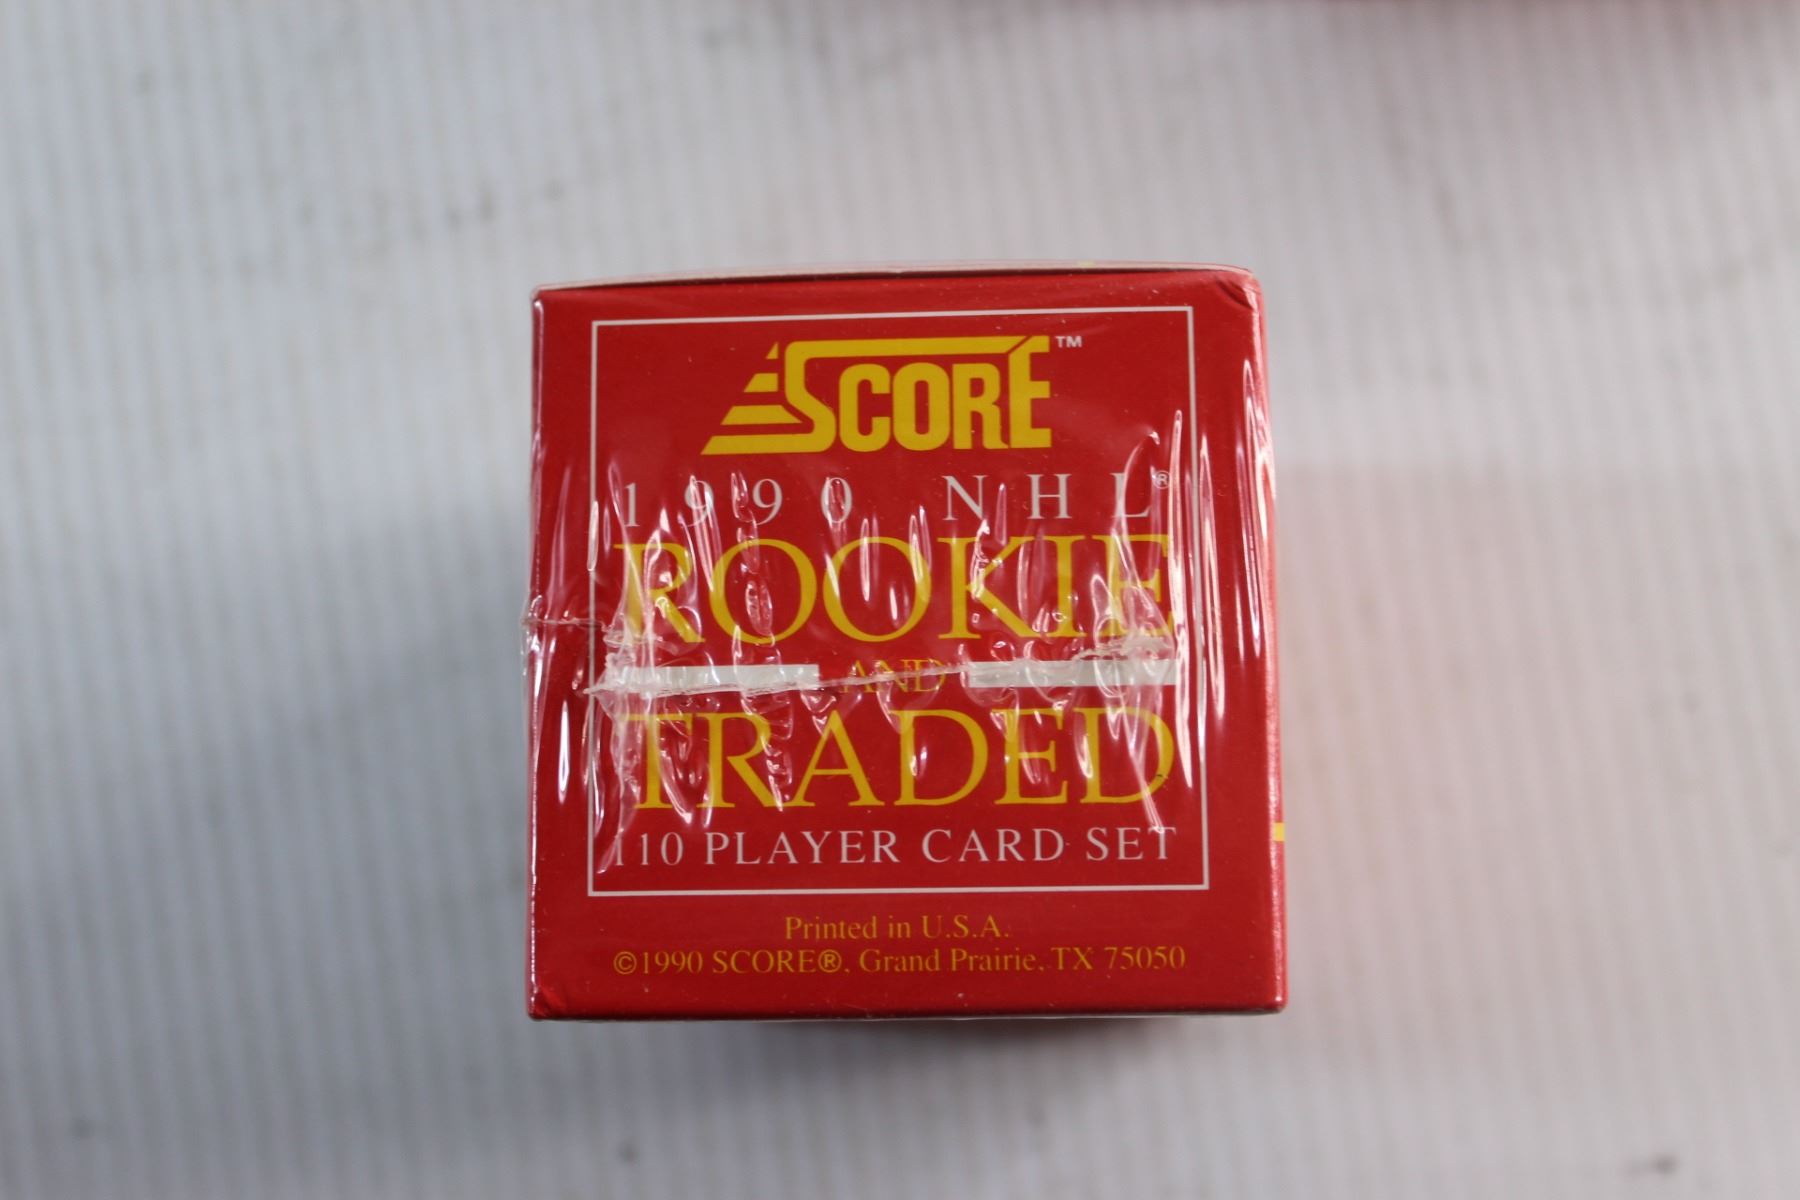 SCORE™
1990 NHL®
ROOKIE
AND
TRADED
110 PLAYER CARD SET
Printed in U.S.A.
©1990 SCORE®, Grand Prairie, TX 75050